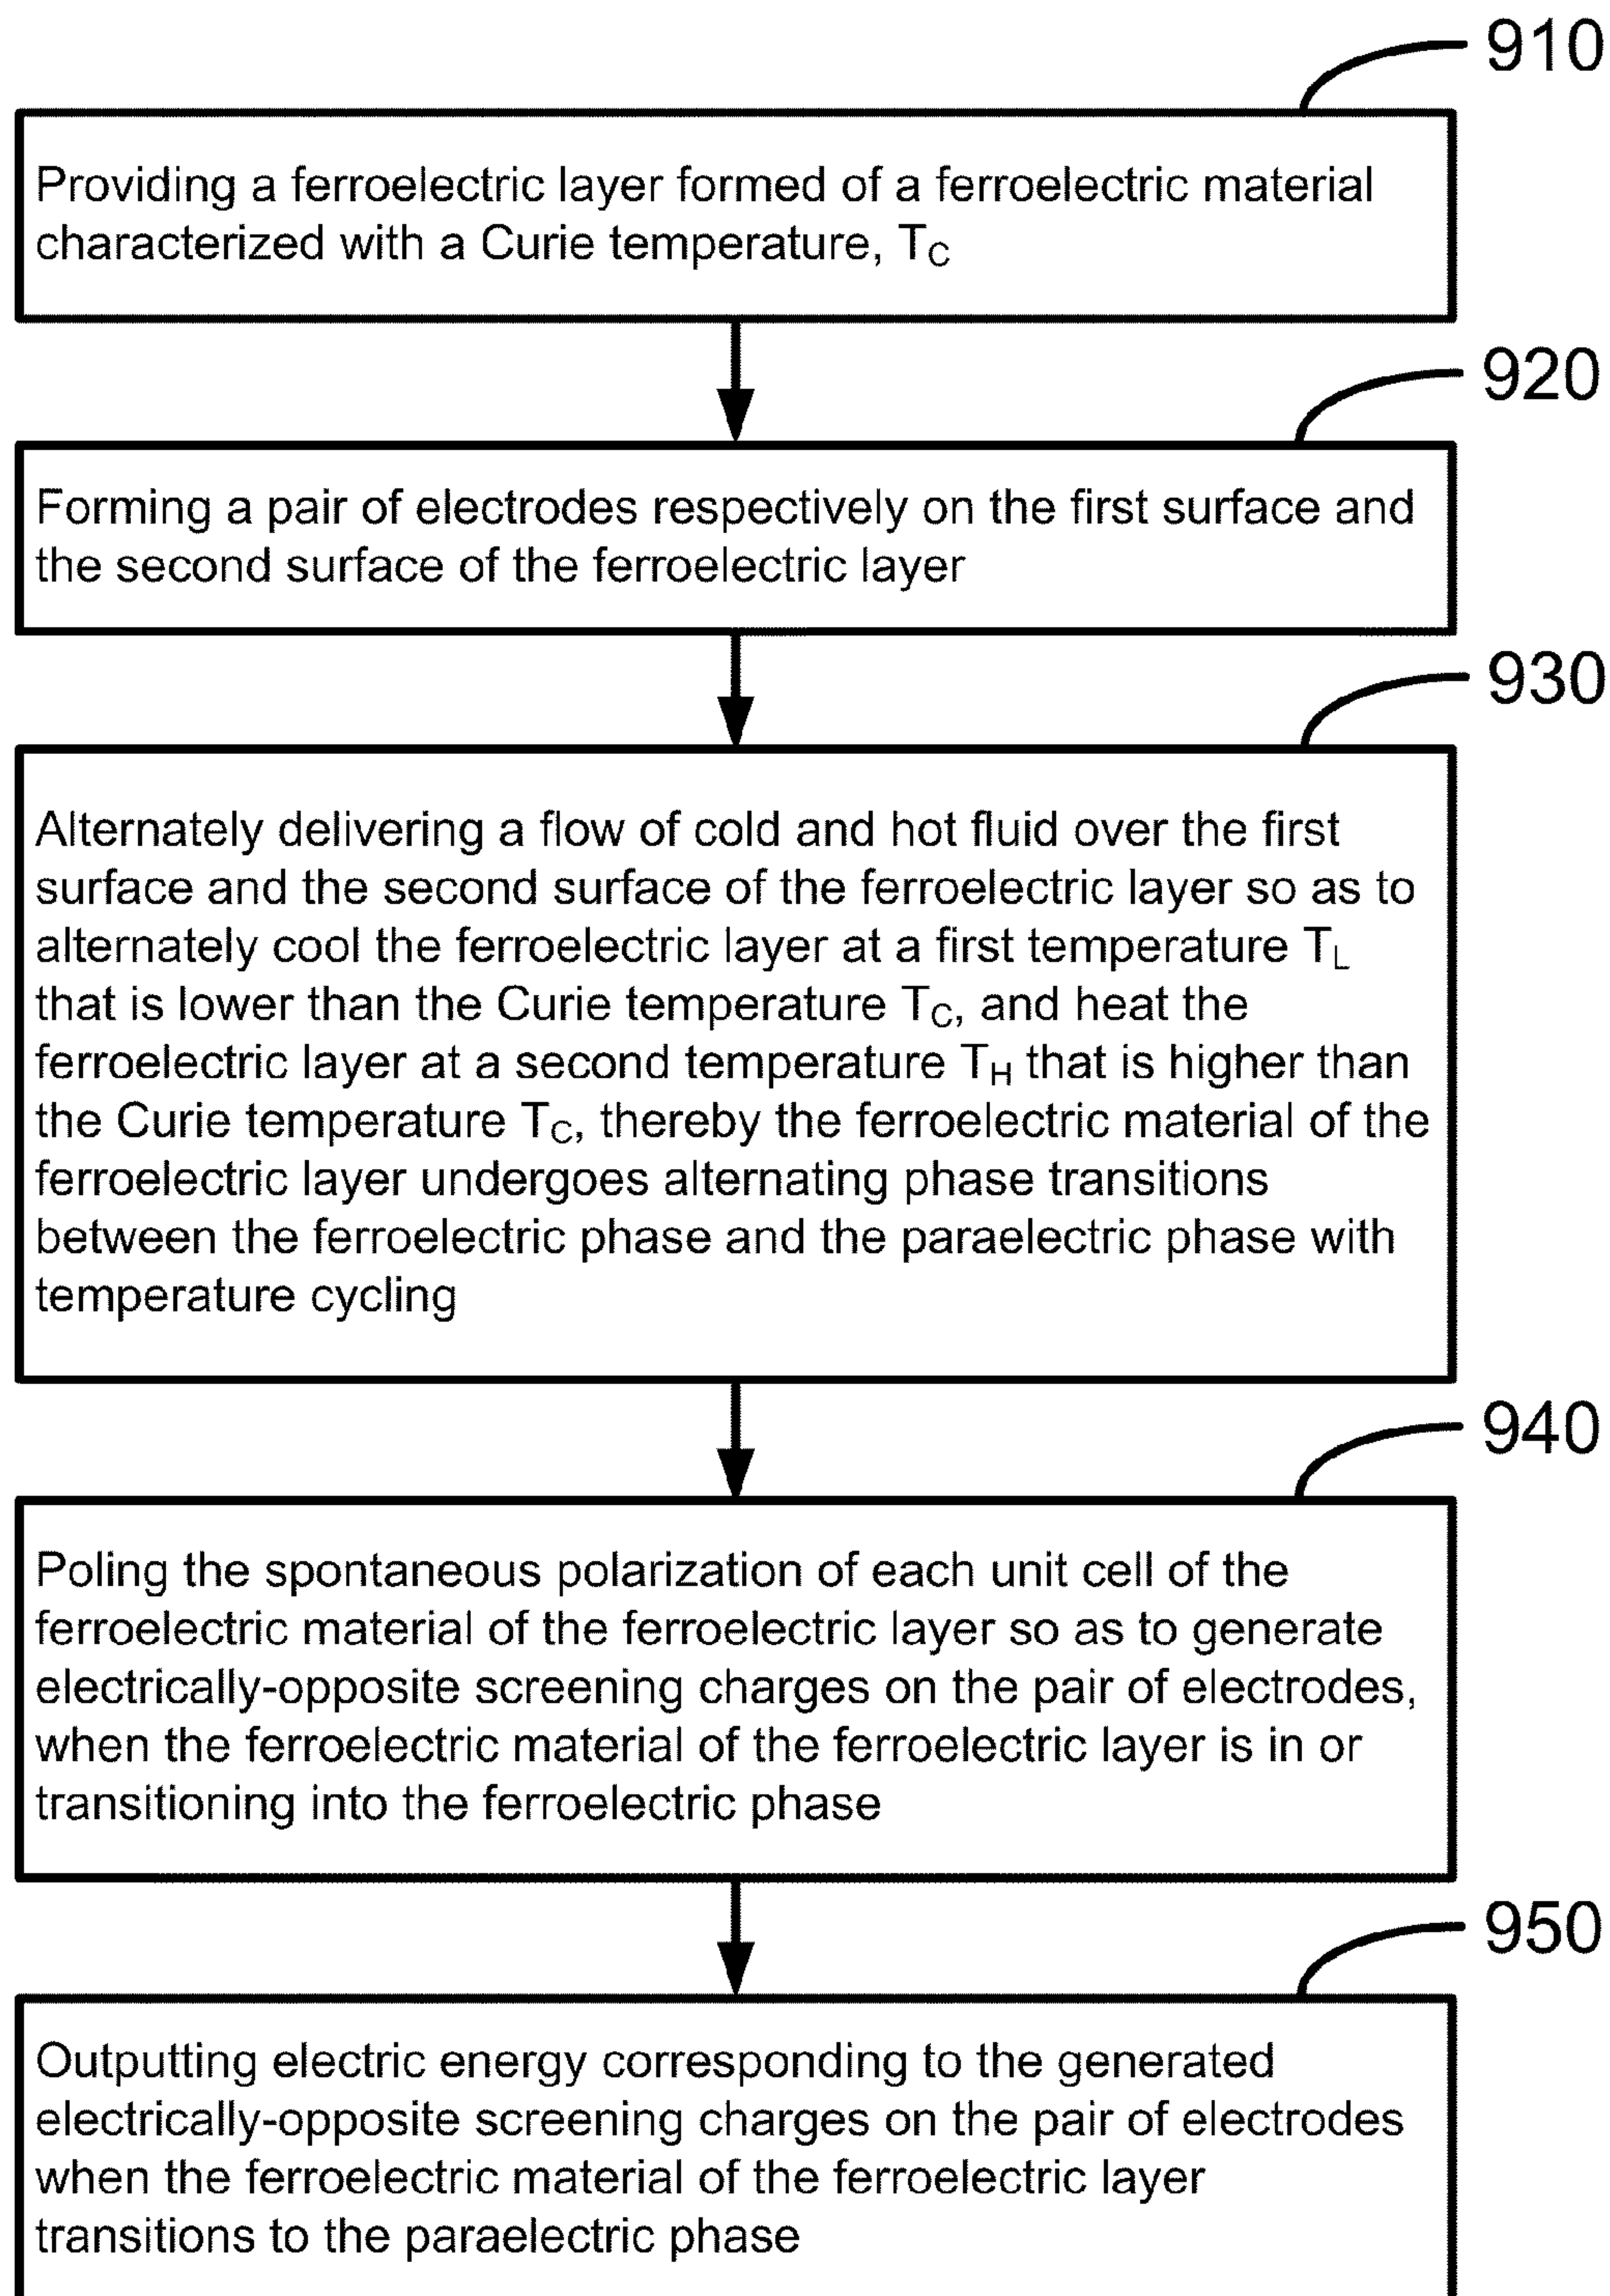 910
Providing a ferroelectric layer formed of a ferroelectric material
characterized with a Curie temperature, T_C
920
Forming a pair of electrodes respectively on the first surface and
the second surface of the ferroelectric layer
930
Alternately delivering a flow of cold and hot fluid over the first
surface and the second surface of the ferroelectric layer so as to
alternately cool the ferroelectric layer at a first temperature T_L
that is lower than the Curie temperature T_C, and heat the
ferroelectric layer at a second temperature T_H that is higher than
the Curie temperature T_C, thereby the ferroelectric material of the
ferroelectric layer undergoes alternating phase transitions
between the ferroelectric phase and the paraelectric phase with
temperature cycling
940
Poling the spontaneous polarization of each unit cell of the
ferroelectric material of the ferroelectric layer so as to generate
electrically-opposite screening charges on the pair of electrodes,
when the ferroelectric material of the ferroelectric layer is in or
transitioning into the ferroelectric phase
950
Outputting electric energy corresponding to the generated
electrically-opposite screening charges on the pair of electrodes
when the ferroelectric material of the ferroelectric layer
transitions to the paraelectric phase